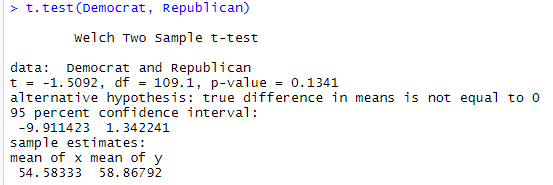 > t.test(Democrat, Republican)
Welch Two Sample t-test
data:  Democrat and Republican
t = -1.5092, df = 109.1, p-value = 0.1341
alternative hypothesis: true difference in means is not equal to 0
95 percent confidence interval:
 -9.911423  1.342241
sample estimates:
mean of x mean of y
 54.58333  58.86792